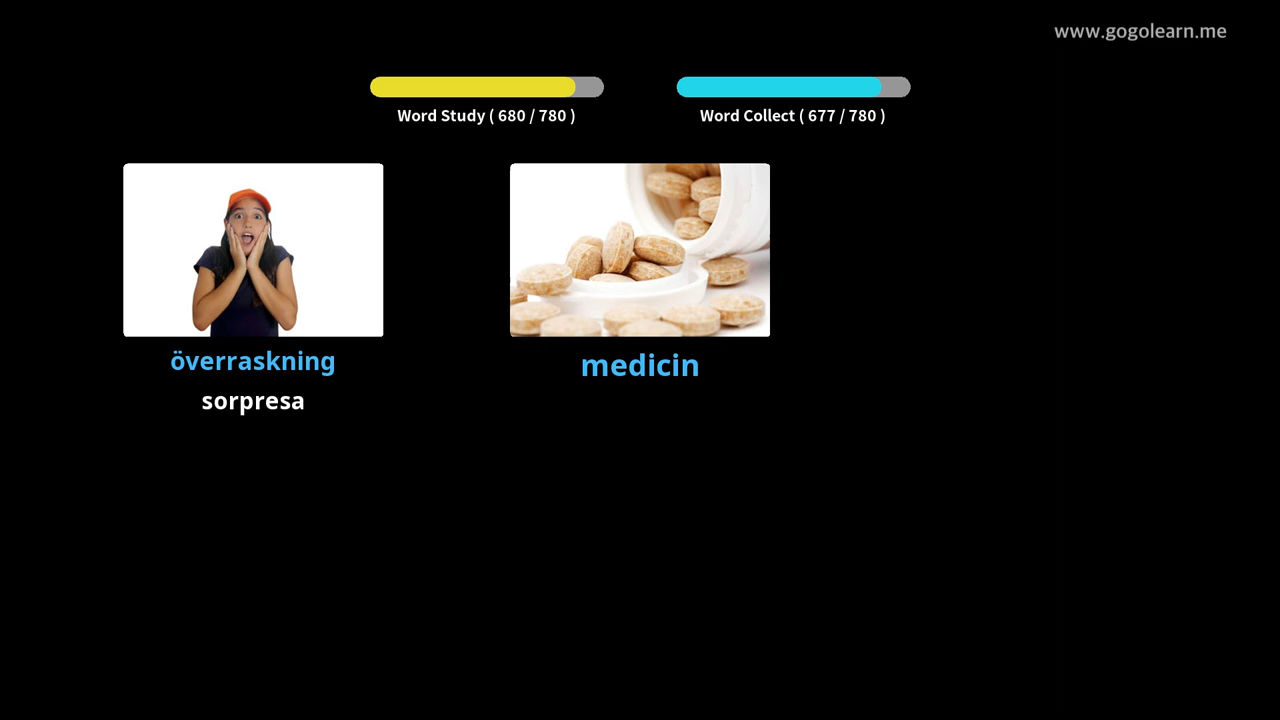 www.gogolearn.me
Word Study ( 680 / 780 )
Word Collect ( 677 / 780 )
överraskning
sorpresa
medicin